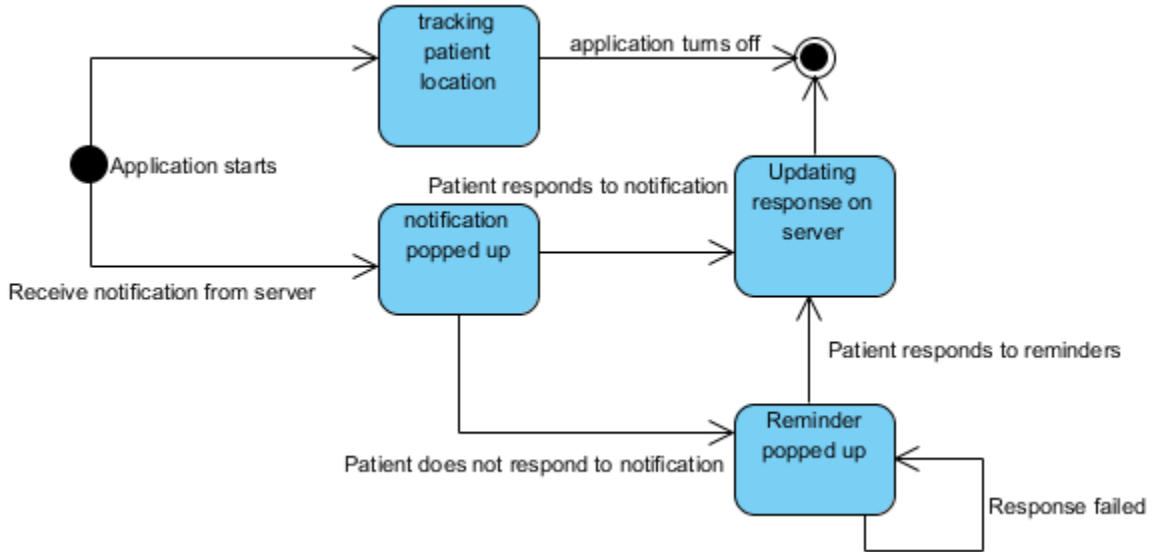 tracking
patient
location
application turns off
Application starts
Patient responds to notification
Updating
response on
server
notification
popped up
Receive notification from server
Patient responds to reminders
Reminder
popped up
Patient does not respond to notification
Response failed